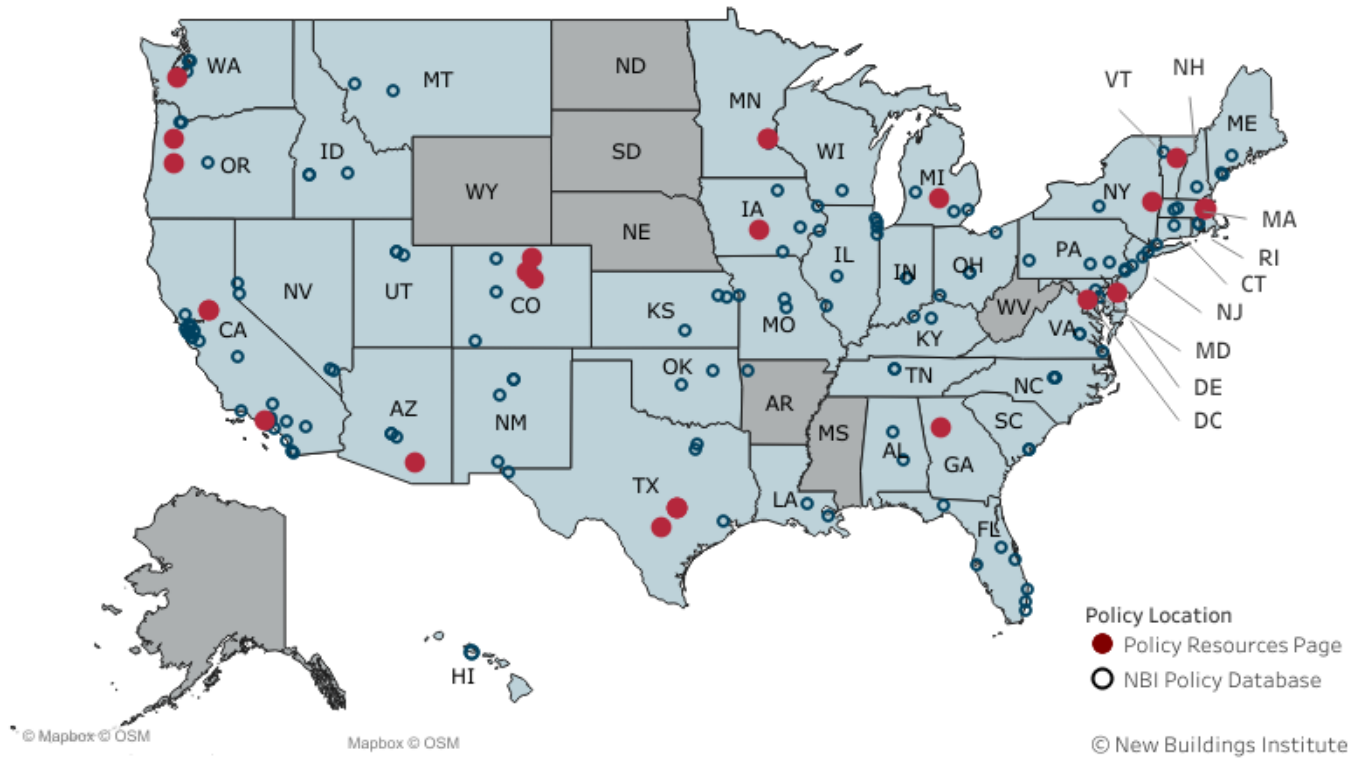 NH
VT
WA
MT
ND
MN
ME
WI
OR
ID
SD
MI
NY
WY
IA
MA
NE
PA
RI
IL
IN
OH
CT
NV
UT
CO
NJ
KS
MO
WV
VA
CA
KY
MD
OK
TN
NC
DE
AZ
NM
AR
MS
SC
DC
AL
GA
TX
LA
FL
HI
Policy Location
Policy Resources Page
NBI Policy Database
© Mapbox © OSM
Mapbox © OSM
© New Buildings Institute